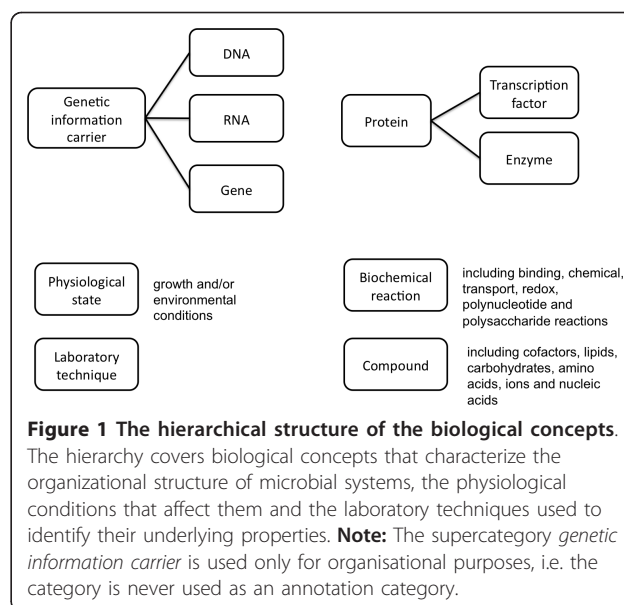 DNA
Genetic
information
carrier
RNA
Gene
Transcription
factor
Protein
Enzyme
Physiological
state
growth and/or
environmental
conditions
Biochemical
reaction
including binding, chemical,
transport, redox,
polynucleotide and
polysaccharide reactions
Laboratory
technique
Compound
including cofactors, lipids,
carbohydrates, amino
acids, ions and nucleic
acids
Figure 1 The hierarchical structure of the biological concepts.
The hierarchy covers biological concepts that characterize the
organizational structure of microbial systems, the physiological
conditions that affect them and the laboratory techniques used to
identify their underlying properties. Note: The supercategory genetic
information carrier is used only for organisational purposes, i.e. the
category is never used as an annotation category.